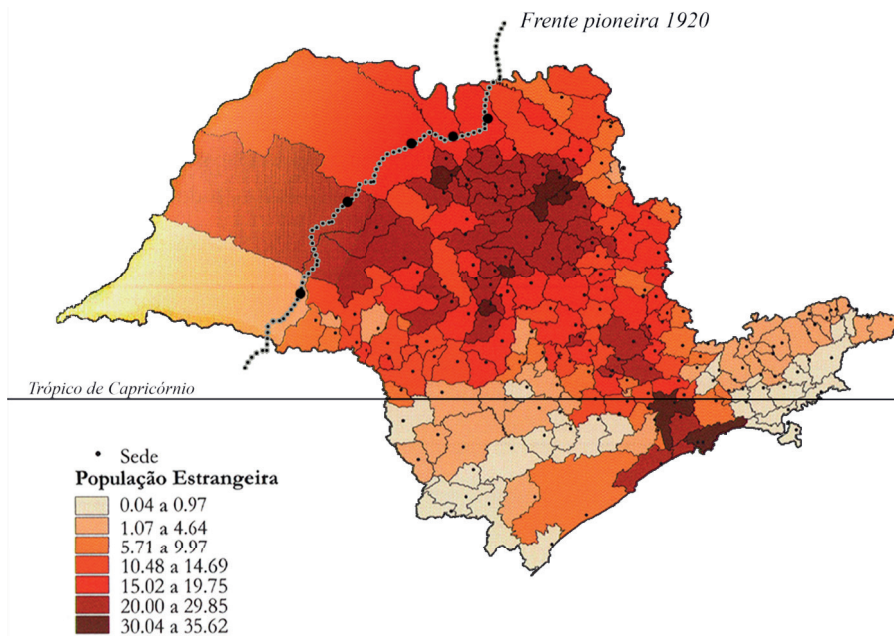 Frente pioneira 1920
Trópico de Capricórnio
Sede
População Estrangeira
0.04 a 0.97
1.07 a 4.64
5.71 a 9.97
10.48 a 14.69
15.02 a 19.75
20.00 a 29.85
30.04 a 35.62